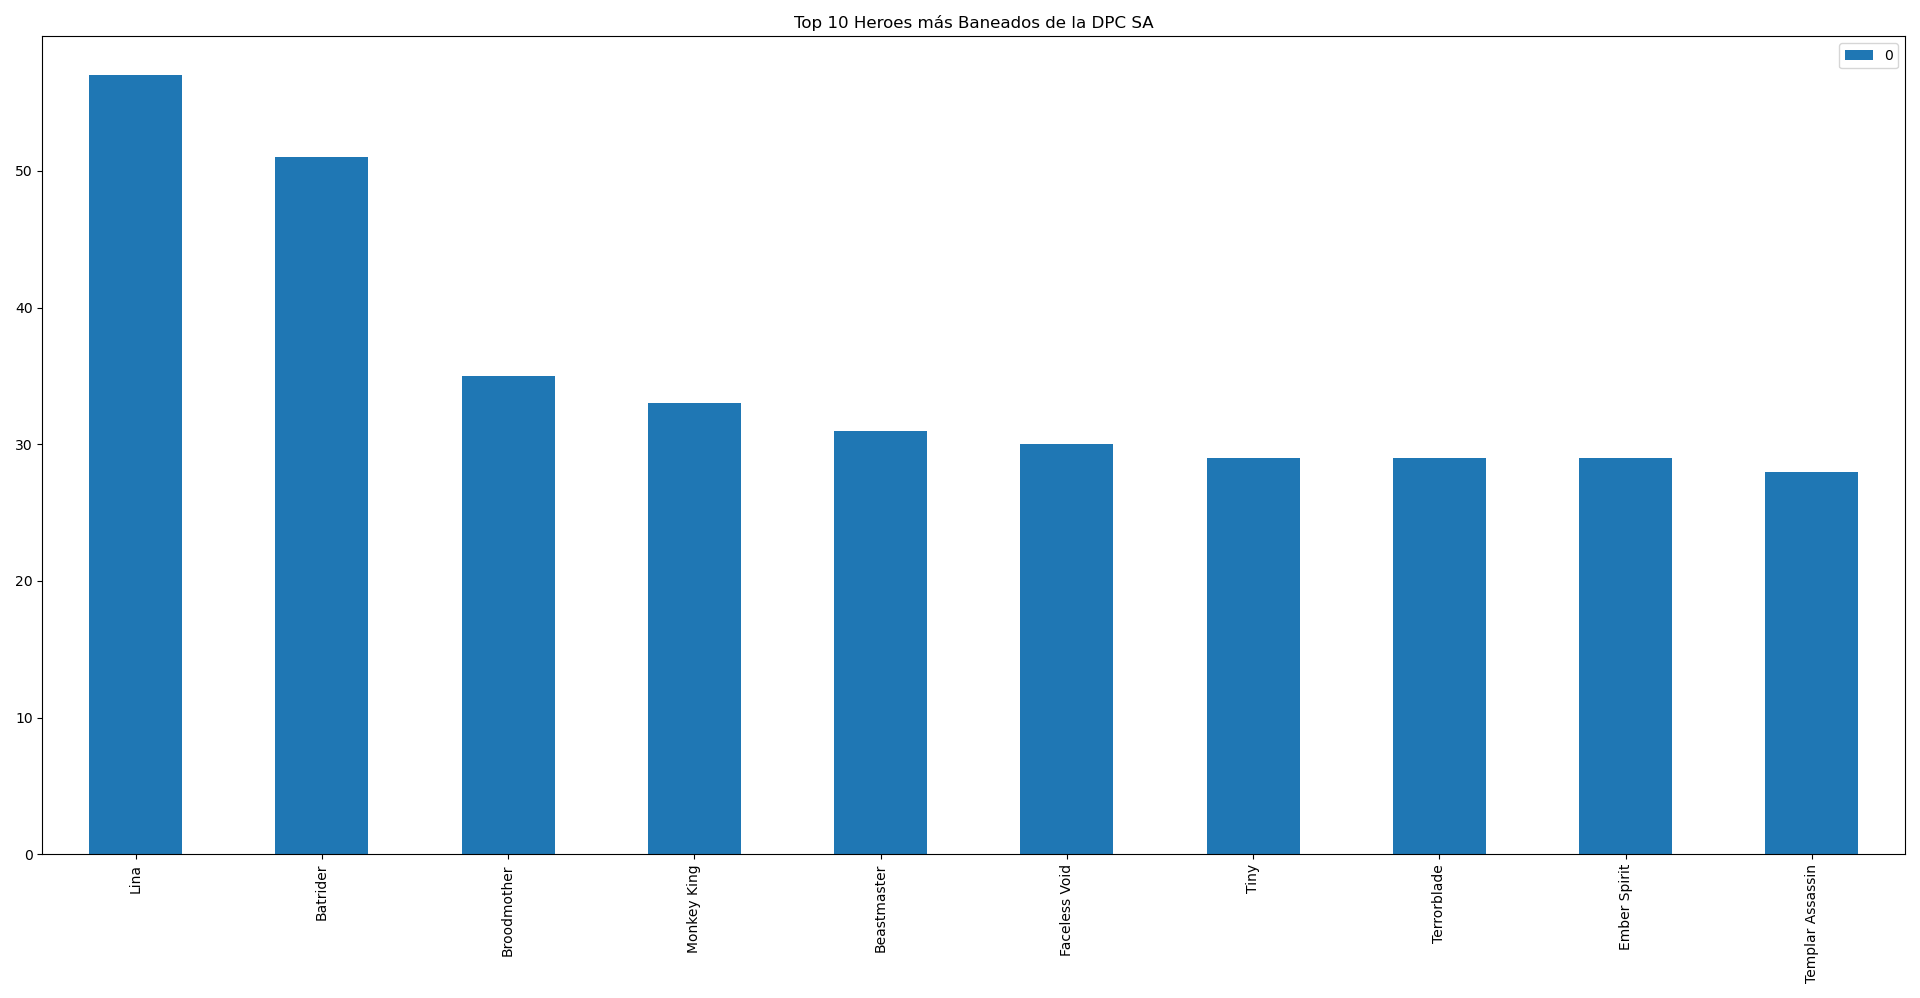 Top 10 Heroes más Baneados de la DPC SA
0
50
40
30
20
10
0
Lina
Batrider
Broodmother
Monkey King
Beastmaster
Faceless Void
Tiny
Terrorblade
Ember Spirit
Templar Assassin